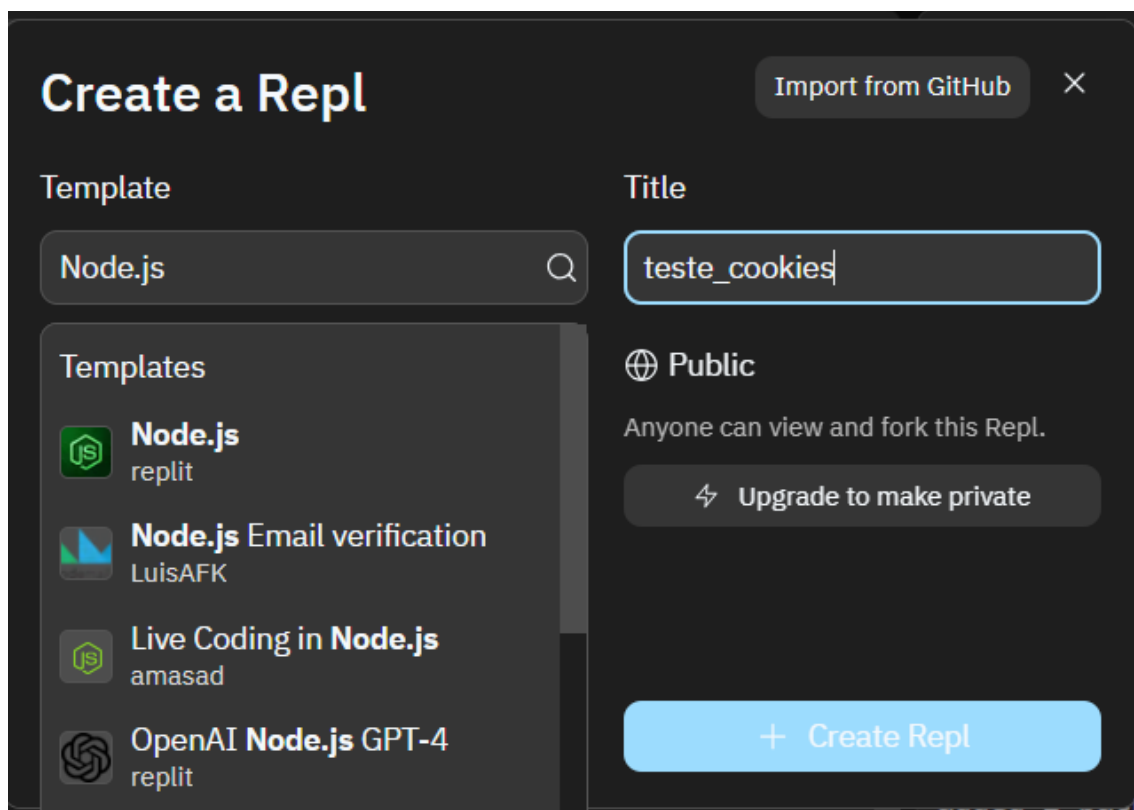 Create a Repl
Import from GitHub
Template
Title
Node.js
teste_cookies
Templates
Node.js
replit
Node.js Email verification
LuisAFK
Live Coding in Node.js
amasad
OpenAI Node.js GPT-4
replit
Public
Anyone can view and fork this Repl.
Upgrade to make private
+ Create Repl